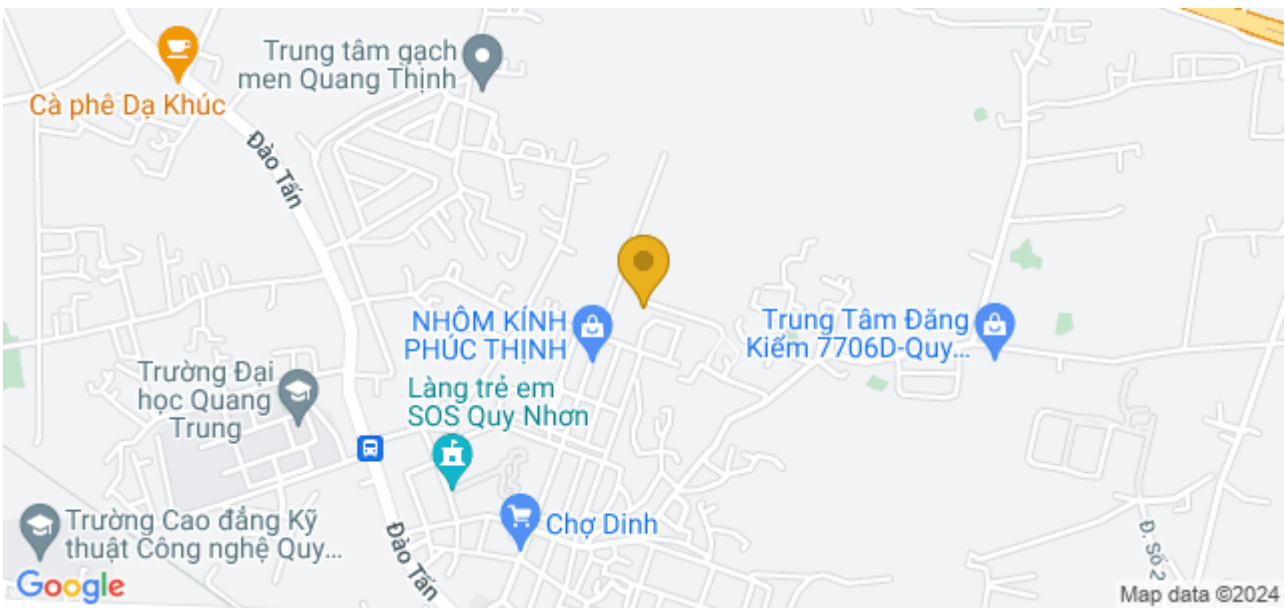 Trung tâm gạch
men Quang Thịnh
Cà phê Dạ Khúc
Đào Tấn
NHÔM KÍNH
PHÚC THỊNH
Trung Tâm Đăng
Kiểm 7706D-Quy...
Trường Đại
học Quang
Trung
Làng trẻ em
SOS Quy Nhơn
Chợ Dinh
Trường Cao đẳng Kỹ
thuật Công nghệ Quy...
Đào Tấn
Đ. Số 2
Google
Map data ©2024